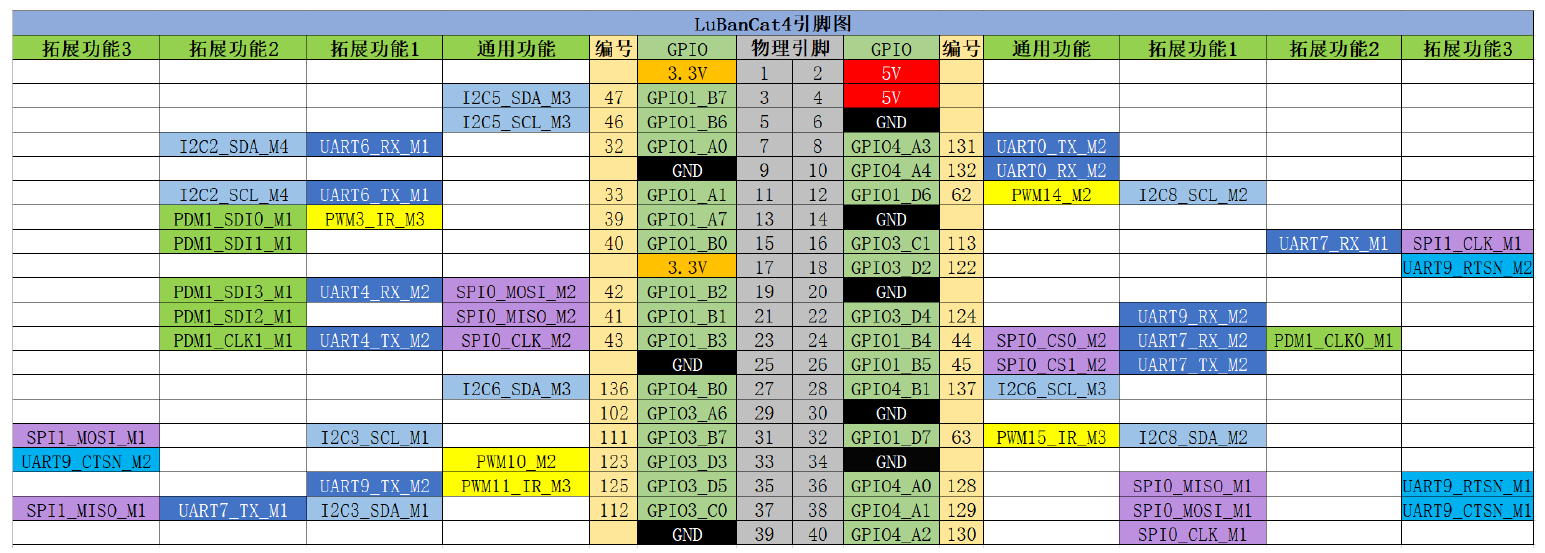 LuBanCat4引脚图
拓展功能3 拓展功能2 拓展功能1 通用功能 编号 GPIO 物理引脚 GPIO 编号 通用功能 拓展功能1 拓展功能2 拓展功能3
3.3V 1 2 5V
I2C5_SDA_M3 47 GPIO1_B7 3 4 5V
I2C5_SCL_M3 46 GPIO1_B6 5 6 GND
I2C2_SDA_M4 UART6_RX_M1 32 GPIO1_A0 7 8 GPIO4_A3 131 UART0_TX_M2
GND 9 10 GPIO4_A4 132 UART0_RX_M2
I2C2_SCL_M4 UART6_TX_M1 33 GPIO1_A1 11 12 GPIO1_D6 62 PWM14_M2 I2C8_SCL_M2
PDM1_SDI0_M1 PWM3_IR_M3 39 GPIO1_A7 13 14 GND
PDM1_SDI1_M1 40 GPIO1_B0 15 16 GPIO3_C1 113 UART7_RX_M1 SPI1_CLK_M1
3.3V 17 18 GPIO3_D2 122 UART9_RTSN_M2
PDM1_SDI3_M1 UART4_RX_M2 SPI0_MOSI_M2 42 GPIO1_B2 19 20 GND
PDM1_SDI2_M1 SPI0_MISO_M2 41 GPIO1_B1 21 22 GPIO3_D4 124 UART9_RX_M2
PDM1_CLK1_M1 UART4_TX_M2 SPI0_CLK_M2 43 GPIO1_B3 23 24 GPIO1_B4 44 SPI0_CS0_M2 UART7_RX_M2 PDM1_CLK0_M1
GND 25 26 GPIO1_B5 45 SPI0_CS1_M2 UART7_TX_M2
I2C6_SDA_M3 136 GPIO4_B0 27 28 GPIO4_B1 137 I2C6_SCL_M3
102 GPIO3_A6 29 30 GND
SPI1_MOSI_M1 I2C3_SCL_M1 111 GPIO3_B7 31 32 GPIO1_D7 63 PWM15_IR_M3 I2C8_SDA_M2
UART9_CTSN_M2 PWM10_M2 123 GPIO3_D3 33 34 GND
UART9_TX_M2 PWM11_IR_M3 125 GPIO3_D5 35 36 GPIO4_A0 128 SPI0_MISO_M1 UART9_RTSN_M1
SPI1_MISO_M1 UART7_TX_M1 I2C3_SDA_M1 112 GPIO3_C0 37 38 GPIO4_A1 129 SPI0_MOSI_M1 UART9_CTSN_M1
GND 39 40 GPIO4_A2 130 SPI0_CLK_M1